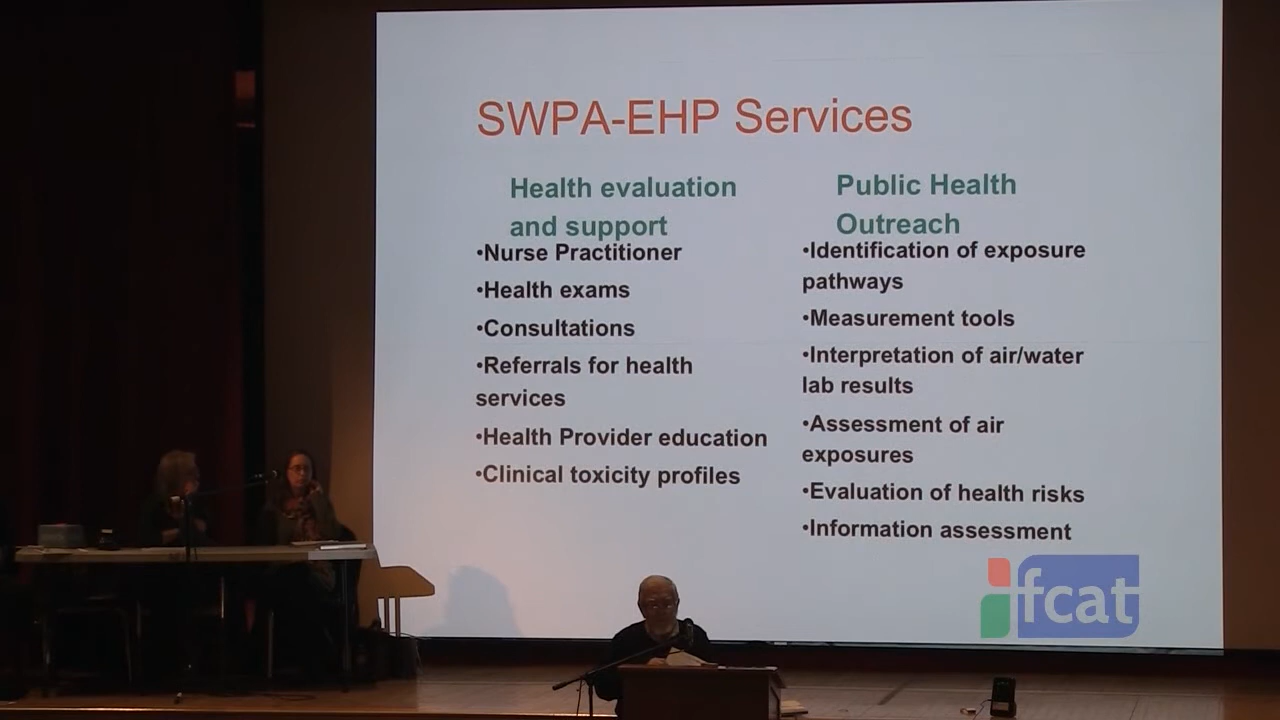 SWPA-EHP Services
Health evaluation
and support
•Nurse Practitioner
•Health exams
•Consultations
•Referrals for health
services
•Health Provider education
•Clinical toxicity profiles
Public Health
Outreach
•Identification of exposure
pathways
•Measurement tools
•Interpretation of air/water
lab results
•Assessment of air
exposures
•Evaluation of health risks
•Information assessment
fcat